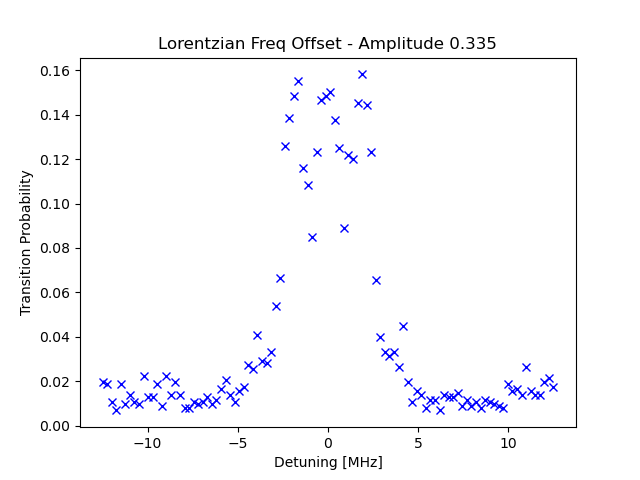 Lorentzian Freq Offset - Amplitude 0.335
0.16
0.14
0.12
0.10
0.08
0.06
0.04
0.02
0.00
Transition Probability
−10 −5 0 5 10
Detuning [MHz]